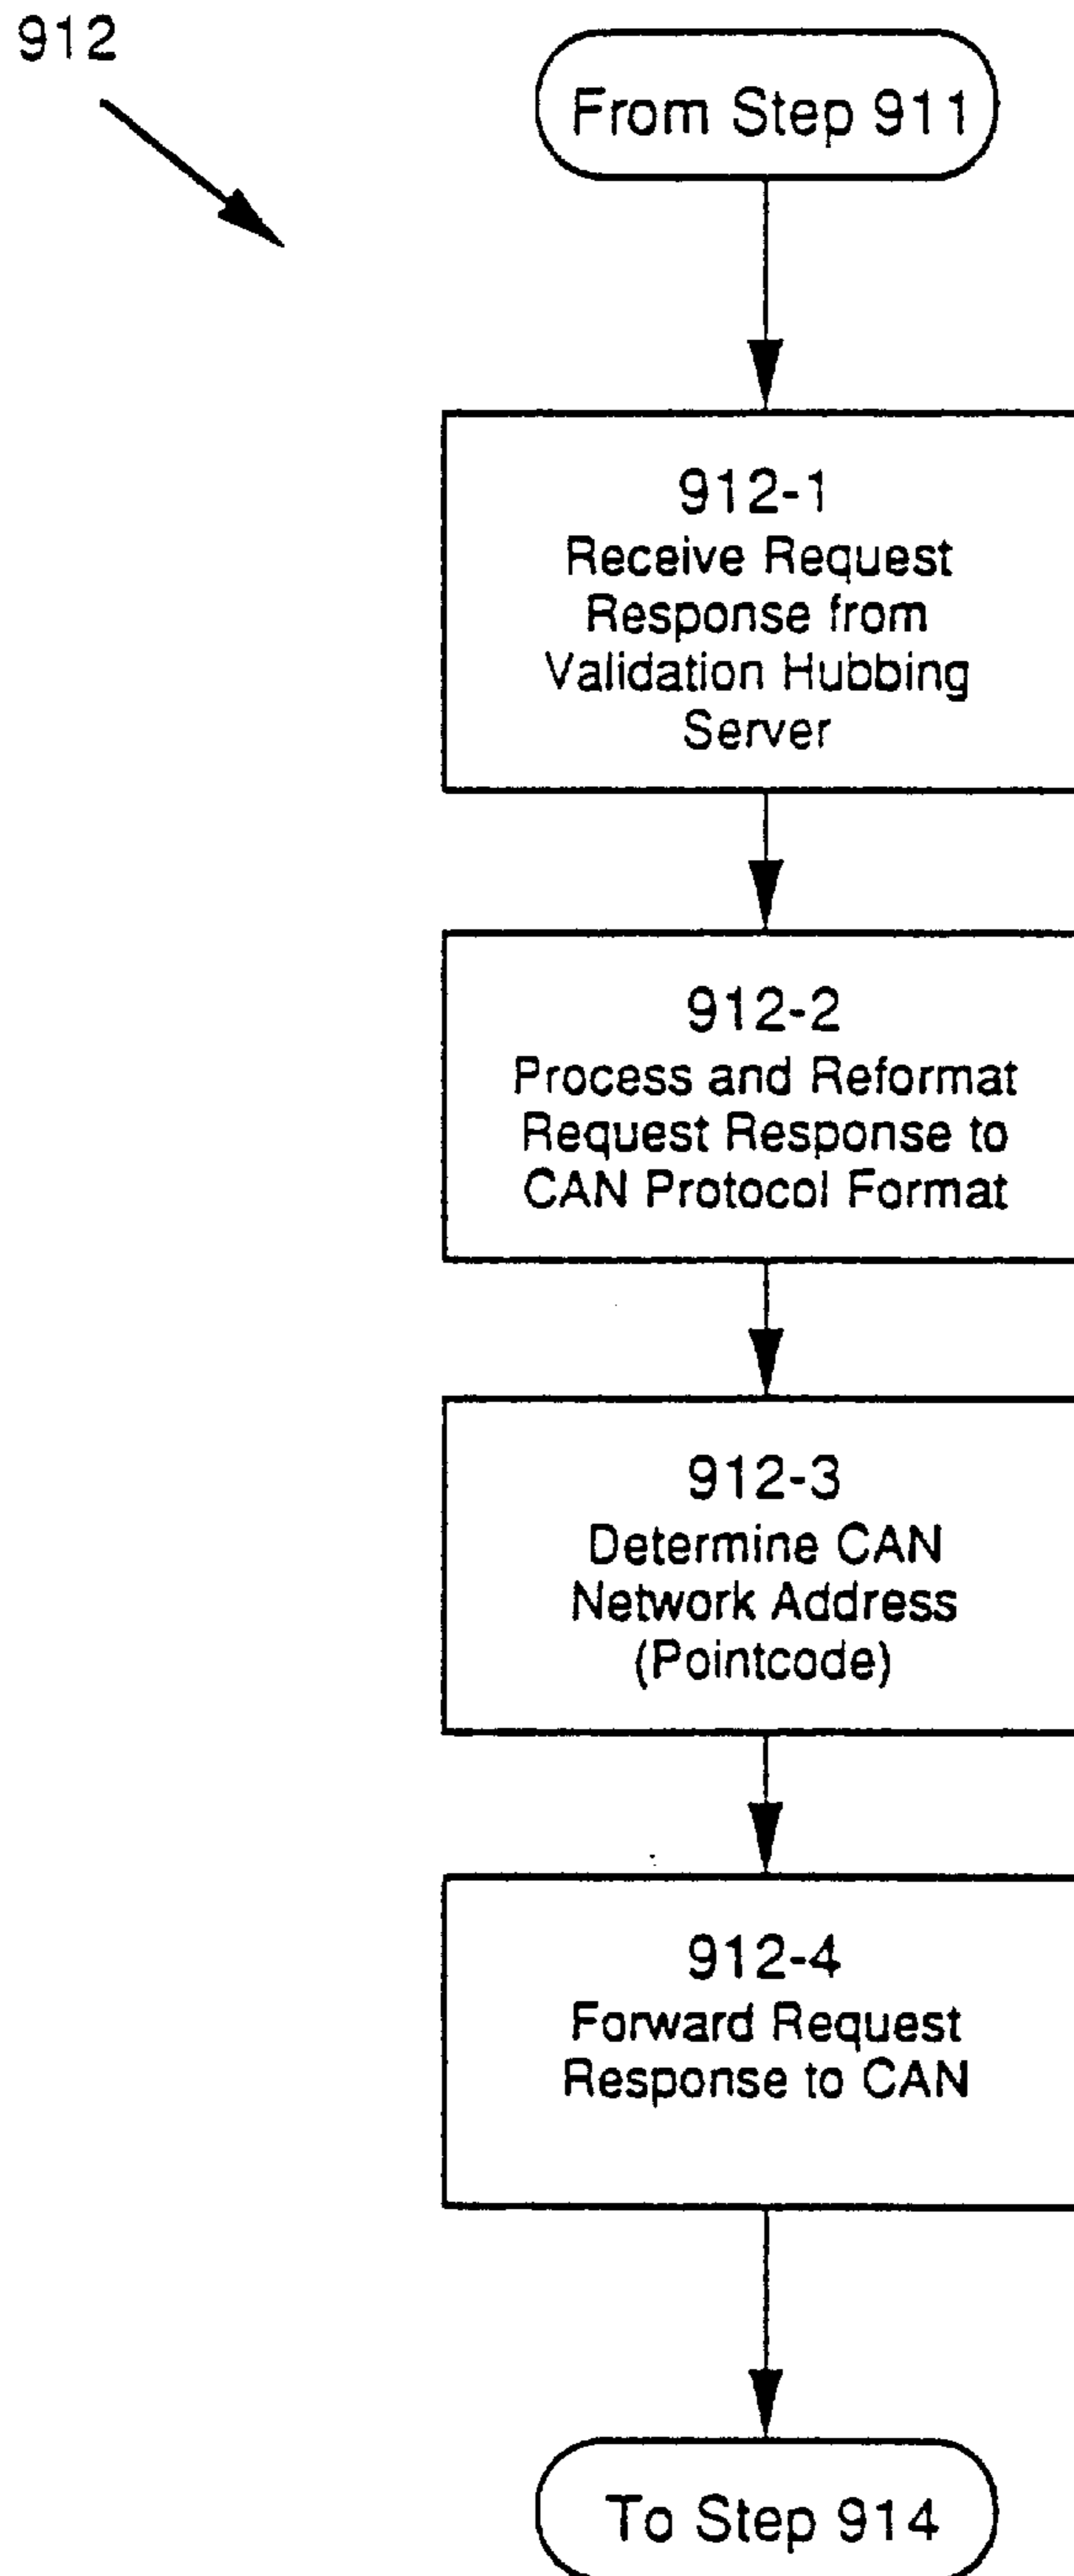 912
From Step 911
912-1
Receive Request
Response from
Validation Hubbing
Server
912-2
Process and Reformat
Request Response to
CAN Protocol Format
912-3
Determine CAN
Network Address
(Pointcode)
912-4
Forward Request
Response to CAN
To Step 914